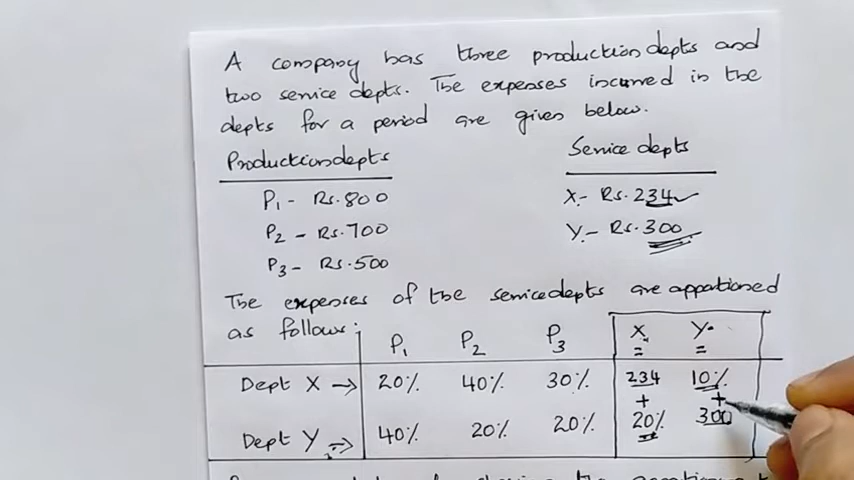 A company has three production depts and
two service depts. The expenses incurred in the
depts for a period are given below.
Production depts
Service depts
P1 - Rs.800
X - Rs.234
P2 - Rs.700
Y - Rs.300
P3 - Rs.500
The expenses of the service depts are apportioned
as follows:
P1 P2 P3 X Y
Dept X → 20% 40% 30% 234 10%
+ +
Dept Y → 40% 20% 20% 20% 300